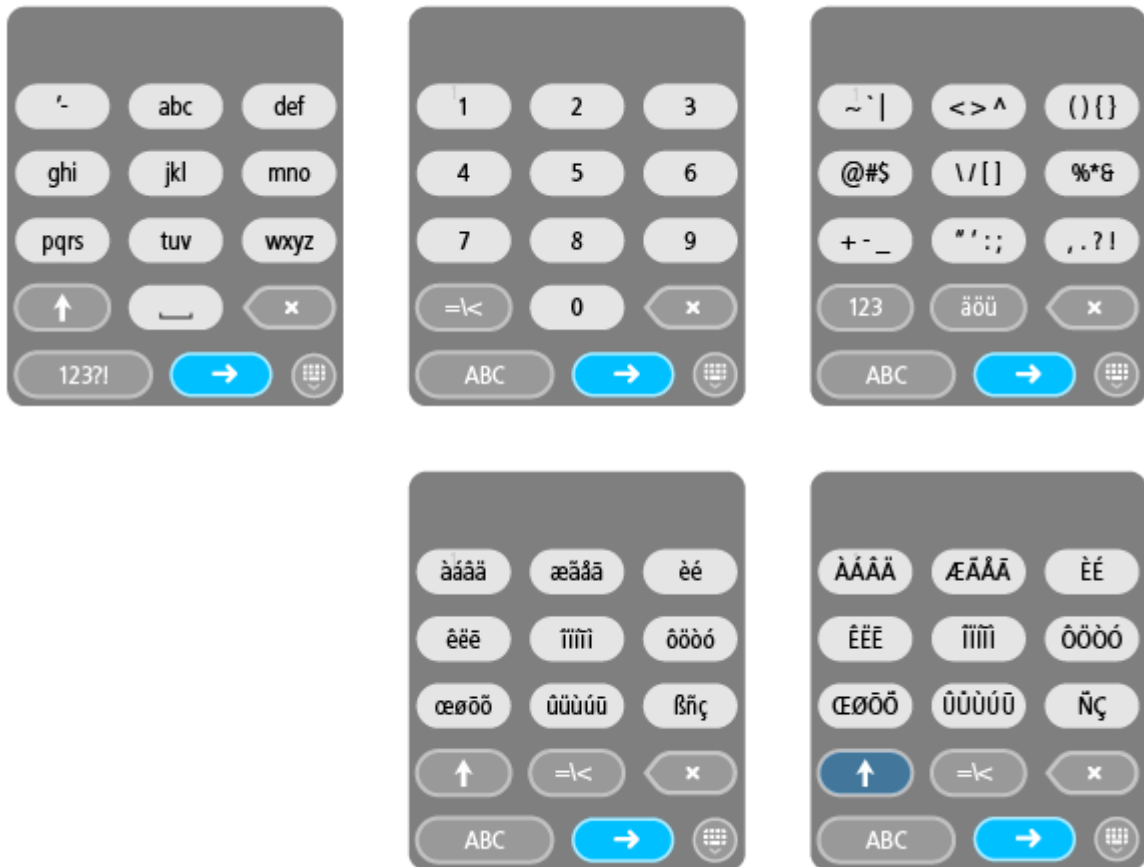 '- abc def
ghi jkl mno
pqrs tuv wxyz
123?!
1 2 3
4 5 6
7 8 9
=\< 0 ×
ABC
~`| <>^ (){}
@#$ \/[] %*&
+-_ "':; ,.?!
123 äöü ×
ABC
àáâä æãåā èé
êëē îïīì ôöòó
œøōõ ûüùúū ßñç
=\< ×
ABC
ÀÁÂÄ ÆÃÅĀ ÈÉ
ÊËĒ ÎÏĪÌ ÔÖÒÓ
ŒØŌÕ ÛÜÙÚŪ ÑÇ
=\< ×
ABC